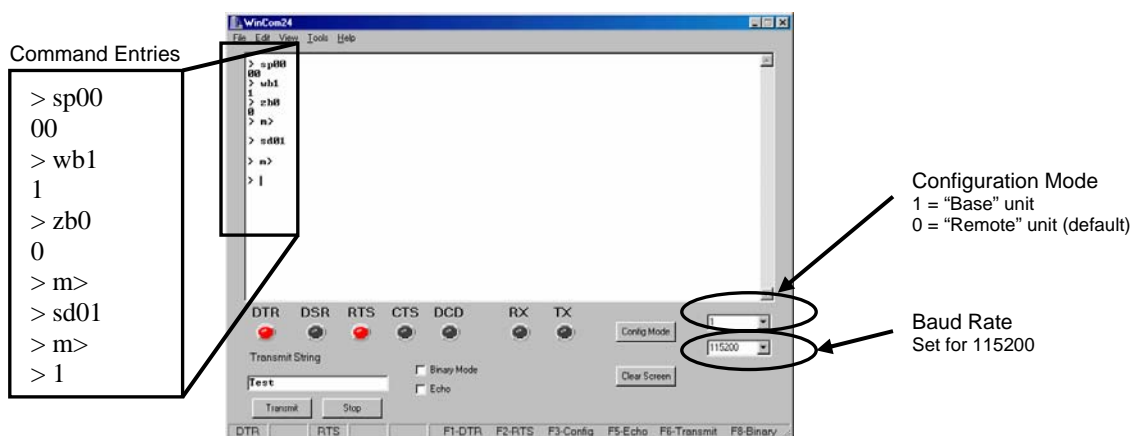 WinCom24
File Edit View Tools Help
Command Entries
> sp00
00
> wb1
1
> zb0
0
> m>
> sd01
> m>
> 1
> sp00
00
> wb1
1
> zb0
0
> m>
> sd01
> m>
> |
Configuration Mode
1 = “Base” unit
0 = “Remote” unit (default)
Baud Rate
Set for 115200
DTR DSR RTS CTS DCD RX TX
Config Mode
1
115200
Transmit String
Binary Mode
Echo
Clear Screen
Test
Transmit Stop
DTR RTS F1-DTR F2-RTS F3-Config F5-Echo F6-Transmit F8-Binary